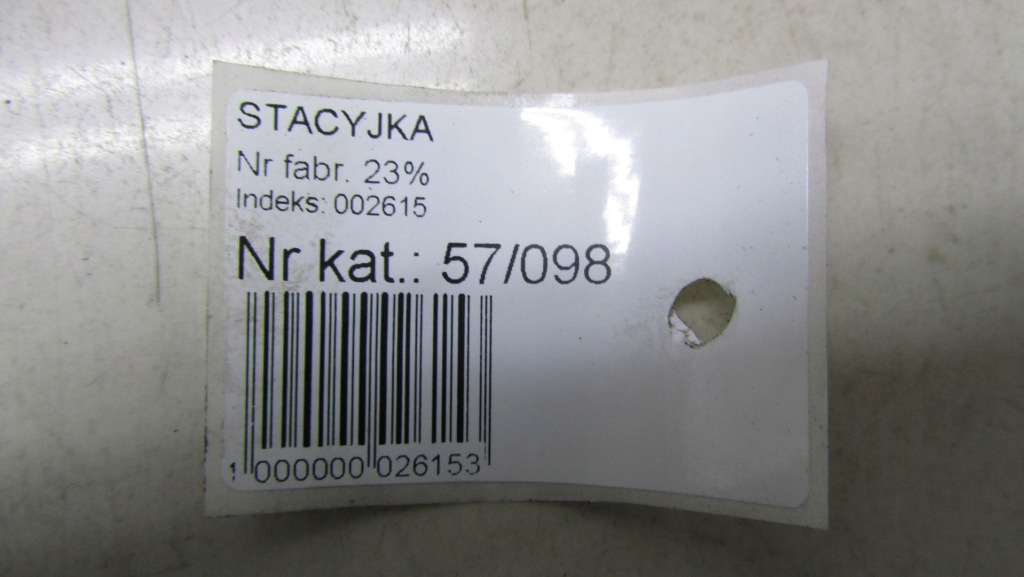 STACYJKA
Nr fabr. 23%
Indeks: 002615
Nr kat.: 57/098
1 000000 026153